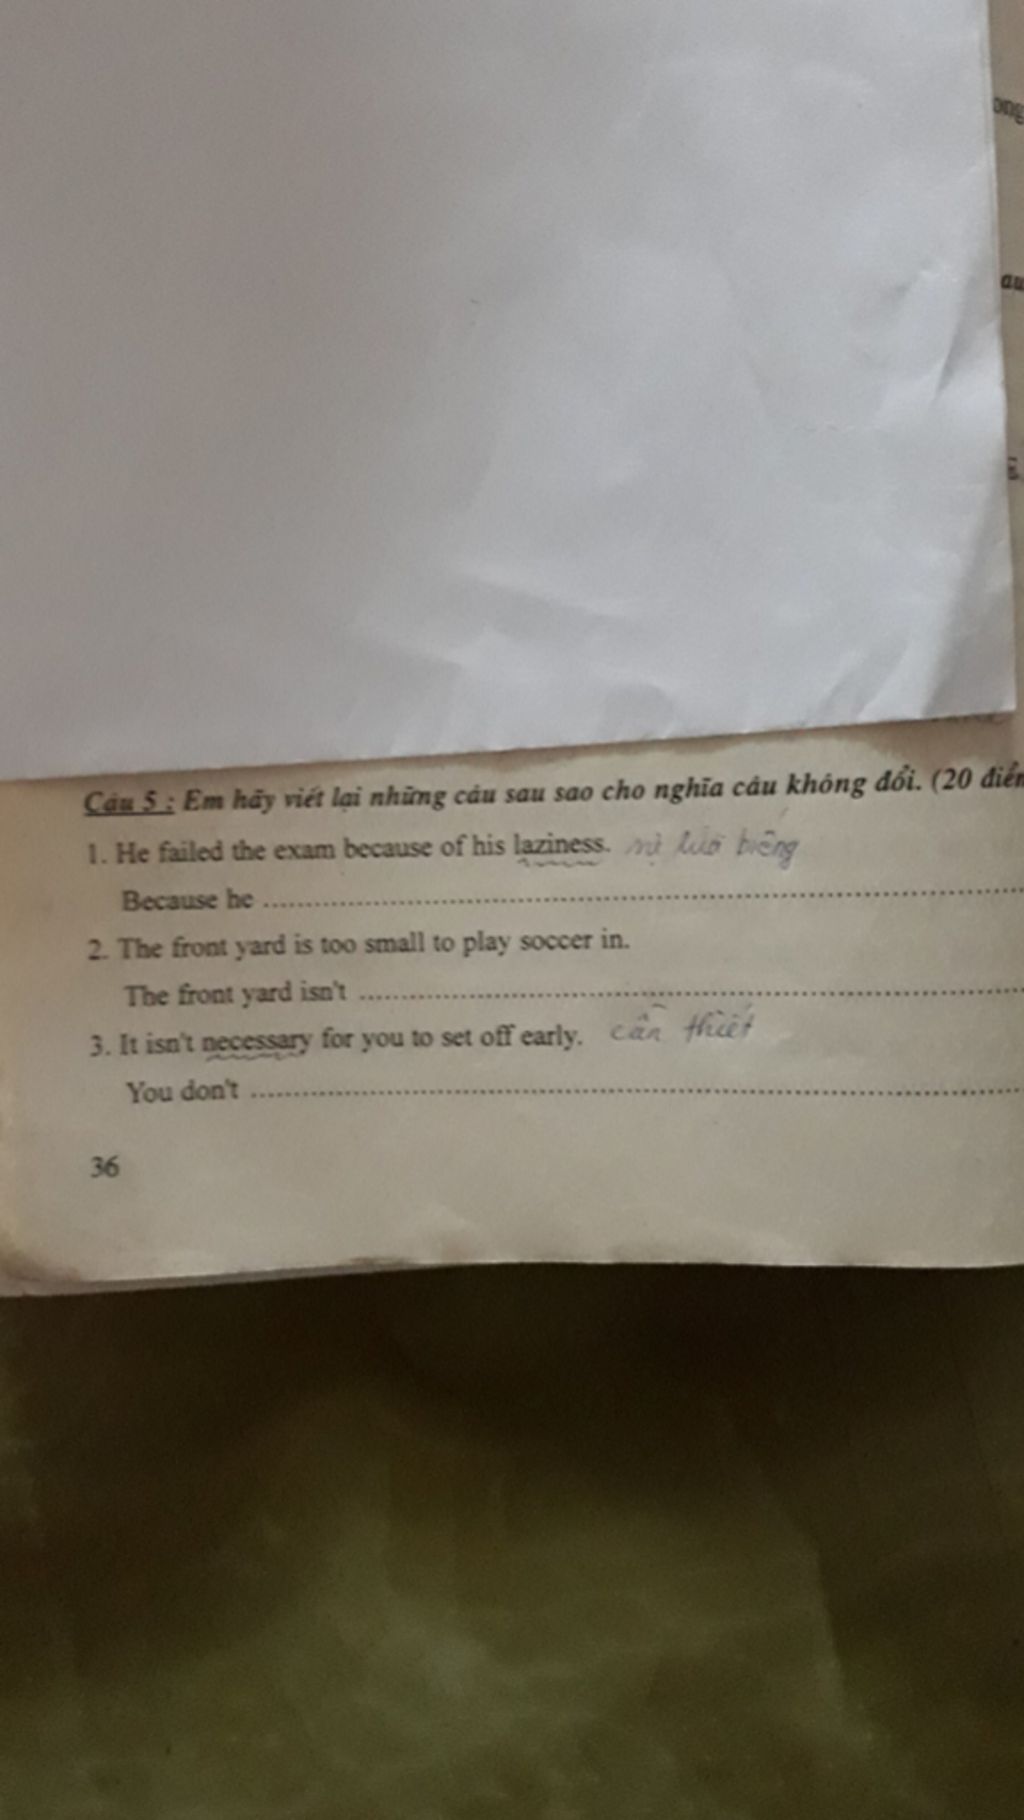 ong
au
Câu 5 : Em hãy viết lại những câu sau sao cho nghĩa câu không đổi. (20 điểm
1. He failed the exam because of his laziness. sự lười biếng
Because he ........................................................
2. The front yard is too small to play soccer in.
The front yard isn't ........................................................
3. It isn't necessary for you to set off early. cần thiết
You don't ........................................................
36